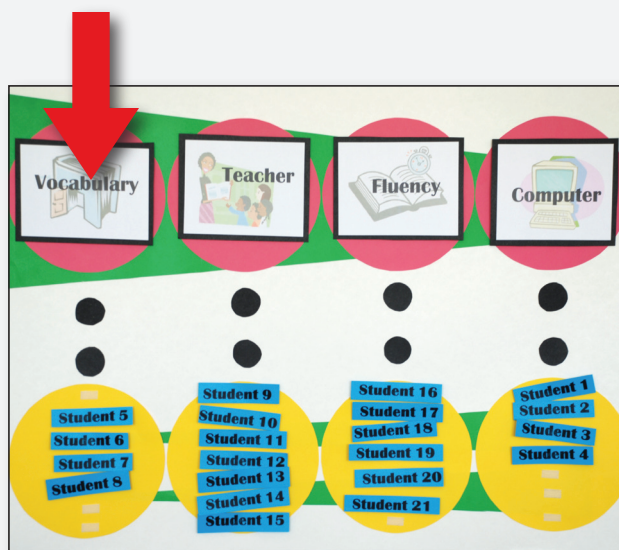 Vocabulary
Teacher
Fluency
Computer
Student 5
Student 6
Student 7
Student 8
Student 9
Student 10
Student 11
Student 12
Student 13
Student 14
Student 15
Student 16
Student 17
Student 18
Student 19
Student 20
Student 21
Student 1
Student 2
Student 3
Student 4